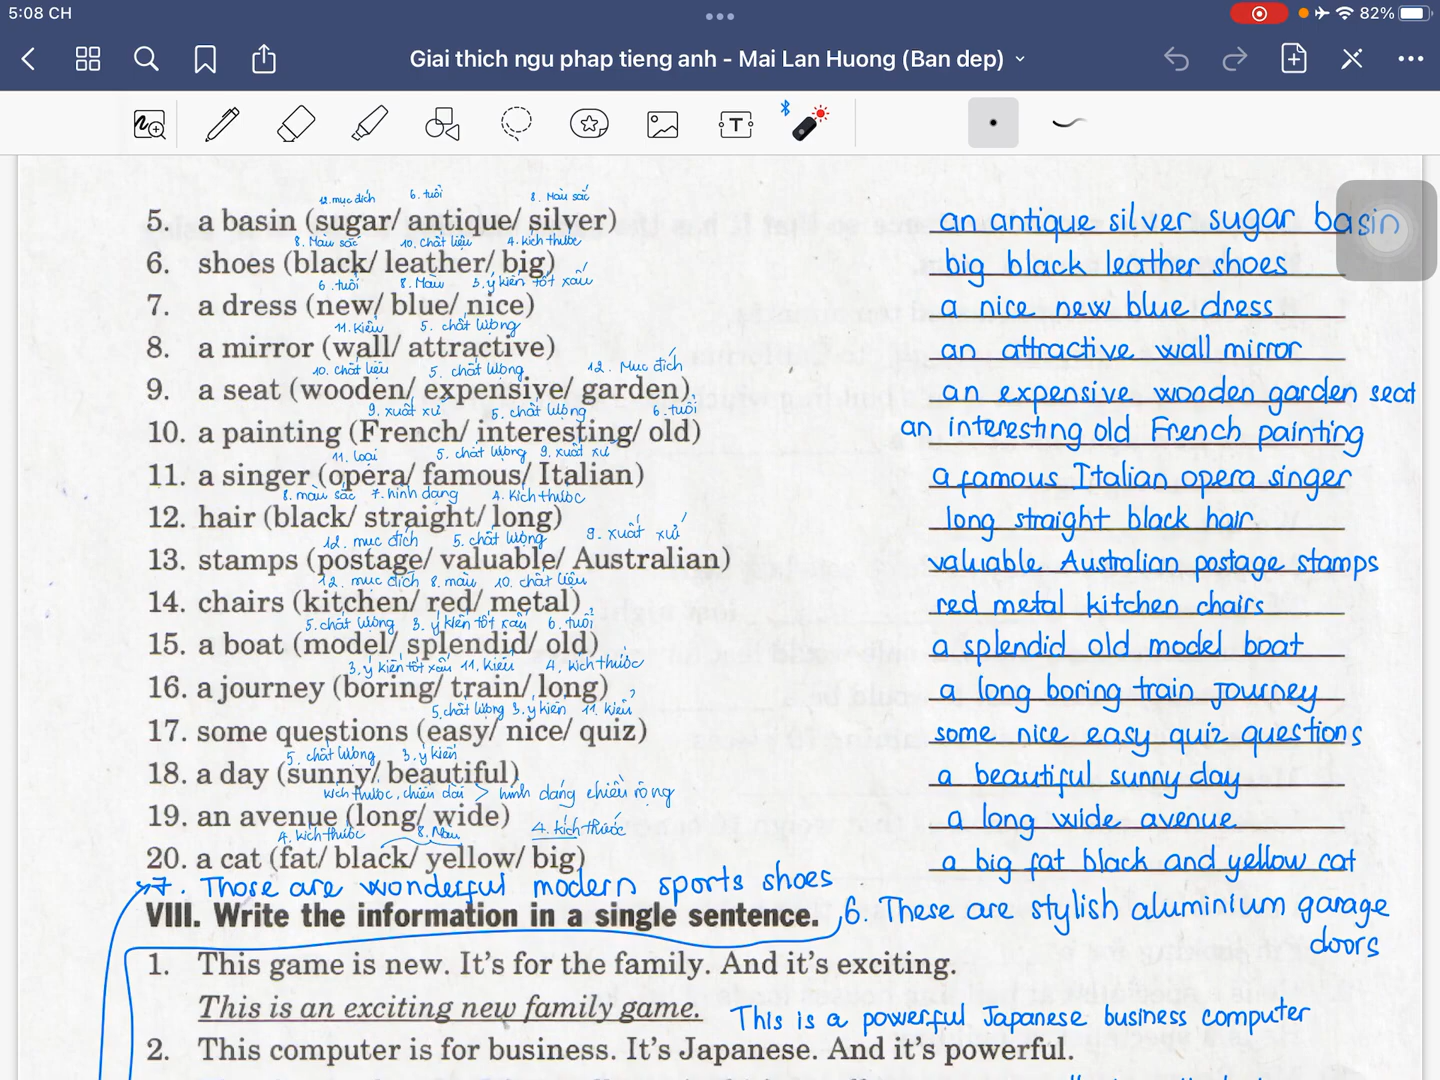 5:08 CH
82%
Giai thich ngu phap tieng anh - Mai Lan Huong (Ban dep)
12. mục đích 6. tuổi 8. Màu sắc
5. a basin (sugar/ antique/ silver) an antique silver sugar basin
8. Màu sắc 10. chất liệu 4. kích thước
6. shoes (black/ leather/ big) big black leather shoes
6. tuổi 8. Màu 3. ý kiến tốt xấu
7. a dress (new/ blue/ nice) a nice new blue dress
11. kiểu 5. chất lượng
8. a mirror (wall/ attractive) an attractive wall mirror
10. chất liệu 5. chất lượng 12. Mục đích
9. a seat (wooden/ expensive/ garden) an expensive wooden garden seat
9. xuất xứ 5. chất lượng 6. tuổi
10. a painting (French/ interesting/ old) an interesting old French painting
11. loại 5. chất lượng 9. xuất xứ
11. a singer (opera/ famous/ Italian) a famous Italian opera singer
8. màu sắc 7. hình dạng 4. kích thước
12. hair (black/ straight/ long) long straight black hair
12. mục đích 5. chất lượng 9. xuất xứ
13. stamps (postage/ valuable/ Australian) valuable Australian postage stamps
12. mục đích 8. màu 10. chất liệu
14. chairs (kitchen/ red/ metal) red metal kitchen chairs
5. chất lượng 3. ý kiến tốt xấu 6. tuổi
15. a boat (model/ splendid/ old) a splendid old model boat
3. ý kiến tốt xấu 11. kiểu 4. kích thước
16. a journey (boring/ train/ long) a long boring train journey
5. chất lượng 3. ý kiến 11. kiểu
17. some questions (easy/ nice/ quiz) some nice easy quiz questions
5. chất lượng 3. ý kiến
18. a day (sunny/ beautiful) a beautiful sunny day
kích thước, chiều dài > hình dáng chiều rộng
19. an avenue (long/ wide) a long wide avenue
4. kích thước 8. Màu 4. kích thước
20. a cat (fat/ black/ yellow/ big) a big fat black and yellow cat
7. Those are wonderful modern sports shoes
VIII. Write the information in a single sentence. 6. These are stylish aluminium garage
doors
1. This game is new. It's for the family. And it's exciting.
This is an exciting new family game. This is a powerful Japanese business computer
2. This computer is for business. It's Japanese. And it's powerful.